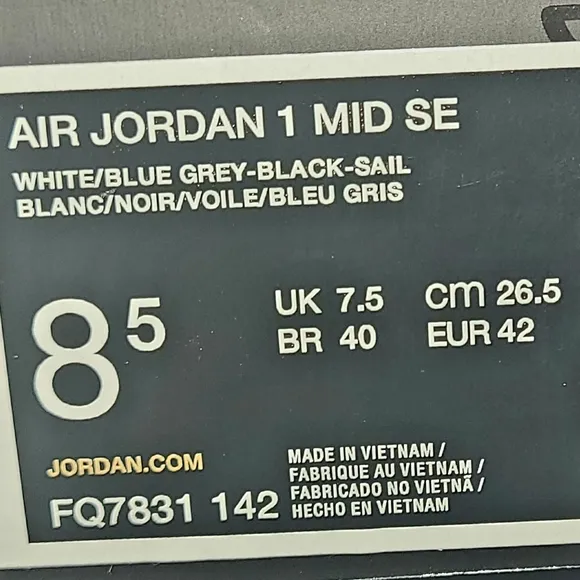 AIR JORDAN 1 MID SE
WHITE/BLUE GREY-BLACK-SAIL
BLANC/NOIR/VOILE/BLEU GRIS
8 5
UK 7.5 cm 26.5
BR 40 EUR 42
JORDAN.COM
FQ7831 142
MADE IN VIETNAM /
FABRIQUE AU VIETNAM /
FABRICADO NO VIETNÃ /
HECHO EN VIETNAM